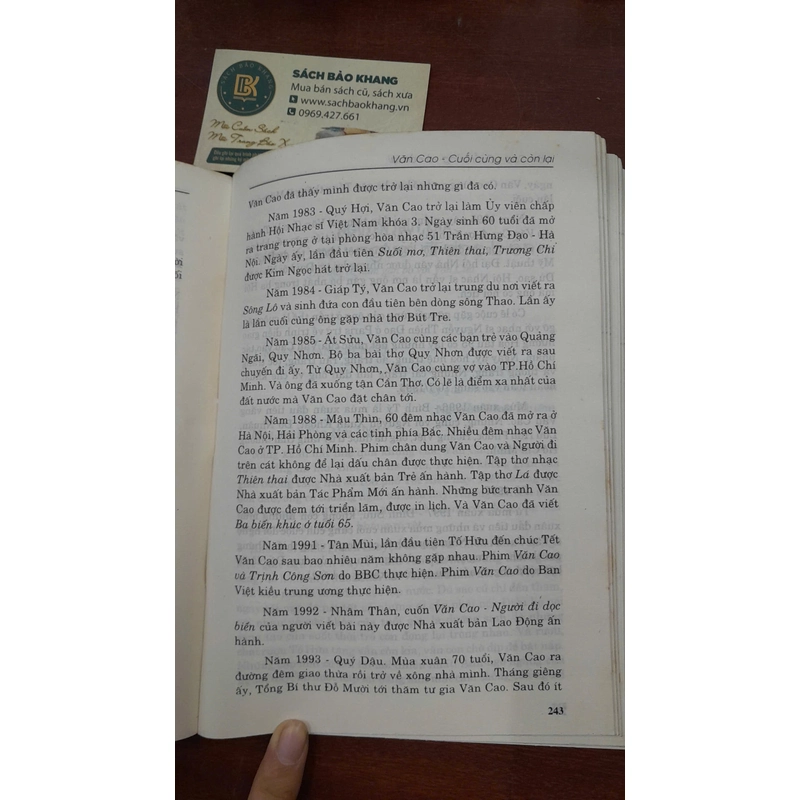 SÁCH BẢO KHANG
Mua bán sách cũ, sách xưa
www.sachbaokhang.vn
0969.427.661
Văn Cao - Cuối cùng và còn lại
Văn Cao đã thấy mình được trở lại những gì đã có.
Năm 1983 - Quý Hợi, Văn Cao trở lại làm Ủy viên chấp
hành Hội Nhạc sĩ Việt Nam khóa 3. Ngày sinh 60 tuổi đã mở
ra trang trọng ở tại phòng hòa nhạc 51 Trần Hưng Đạo - Hà
Nội. Ngày ấy, lần đầu tiên Suối mơ, Thiên thai, Trương Chi
được Kim Ngọc hát trở lại.
Năm 1984 - Giáp Tý, Văn Cao trở lại trung du nơi viết ra
Sông Lô và sinh đứa con đầu tiên bên dòng sông Thao. Lần ấy
là lần cuối cùng ông gặp nhà thơ Bút Tre.
Năm 1985 - Ất Sửu, Văn Cao cùng các bạn trẻ vào Quảng
Ngãi, Quy Nhơn. Bộ ba bài thơ Quy Nhơn được viết ra sau
chuyến đi ấy. Từ Quy Nhơn, Văn Cao cùng vợ vào TP.Hồ Chí
Minh. Và ông đã xuống tận Cần Thơ. Có lẽ là điểm xa nhất của
đất nước mà Văn Cao đặt chân tới.
Năm 1988 - Mậu Thìn, 60 đêm nhạc Văn Cao đã mở ra ở
Hà Nội, Hải Phòng và các tỉnh phía Bắc. Nhiều đêm nhạc Văn
Cao ở TP. Hồ Chí Minh. Phim chân dung Văn Cao và Người đi
trên cát không để lại dấu chân được thực hiện. Tập thơ nhạc
Thiên thai được Nhà xuất bản Trẻ ấn hành. Tập thơ Lá được
Nhà xuất bản Tác Phẩm Mới ấn hành. Những bức tranh Văn
Cao được đem tới triển lãm, được in lịch. Và Văn Cao đã viết
Ba biến khúc ở tuổi 65.
Năm 1991 - Tân Mùi, lần đầu tiên Tố Hữu đến chúc Tết
Văn Cao sau bao nhiêu năm không gặp nhau. Phim Văn Cao
và Trịnh Công Sơn do BBC thực hiện. Phim Văn Cao do Ban
Việt kiều trung ương thực hiện.
Năm 1992 - Nhâm Thân, cuốn Văn Cao - Người đi dọc
biển của người viết bài này được Nhà xuất bản Lao Động ấn
hành.
Năm 1993 - Quý Dậu. Mùa xuân 70 tuổi, Văn Cao ra
đường đêm giao thừa rồi trở về xông nhà mình. Tháng giêng
ấy, Tổng Bí thư Đỗ Mười tới thăm tư gia Văn Cao. Sau đó ít
243